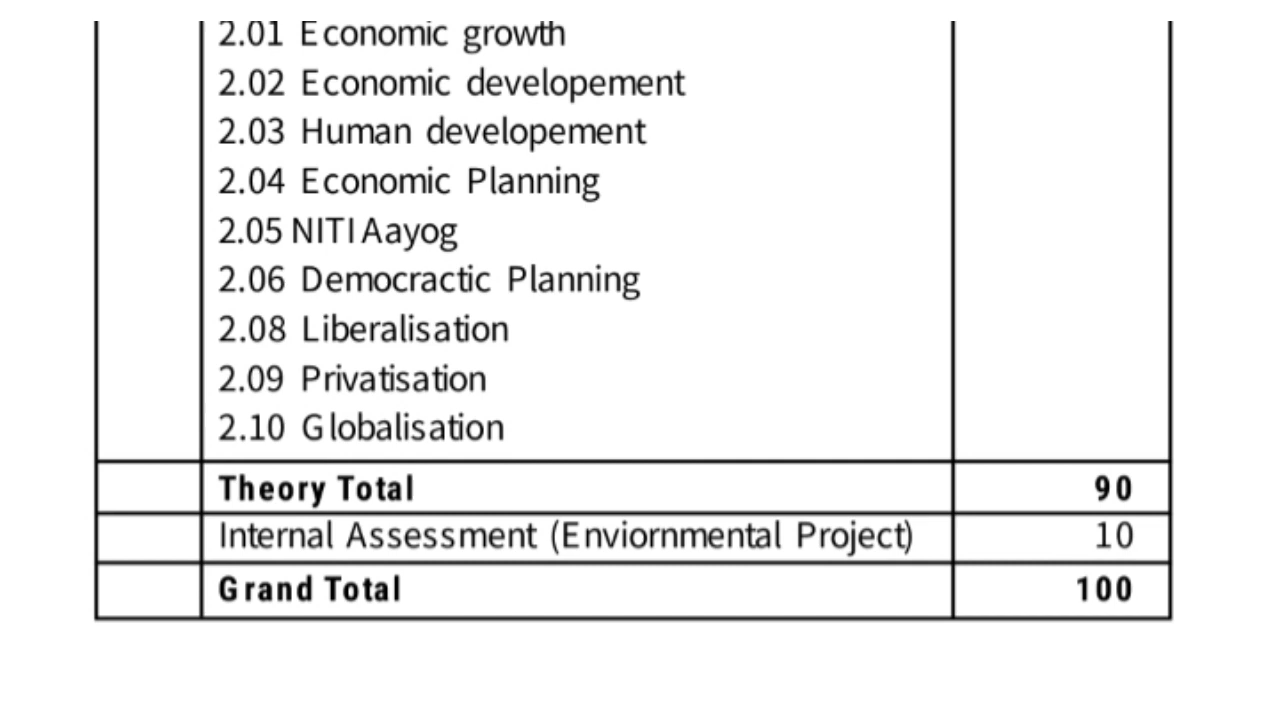 2.01 Economic growth
2.02 Economic developement
2.03 Human developement
2.04 Economic Planning
2.05 NITI Aayog
2.06 Democractic Planning
2.08 Liberalisation
2.09 Privatisation
2.10 Globalisation
Theory Total 90
Internal Assessment (Enviornmental Project) 10
Grand Total 100